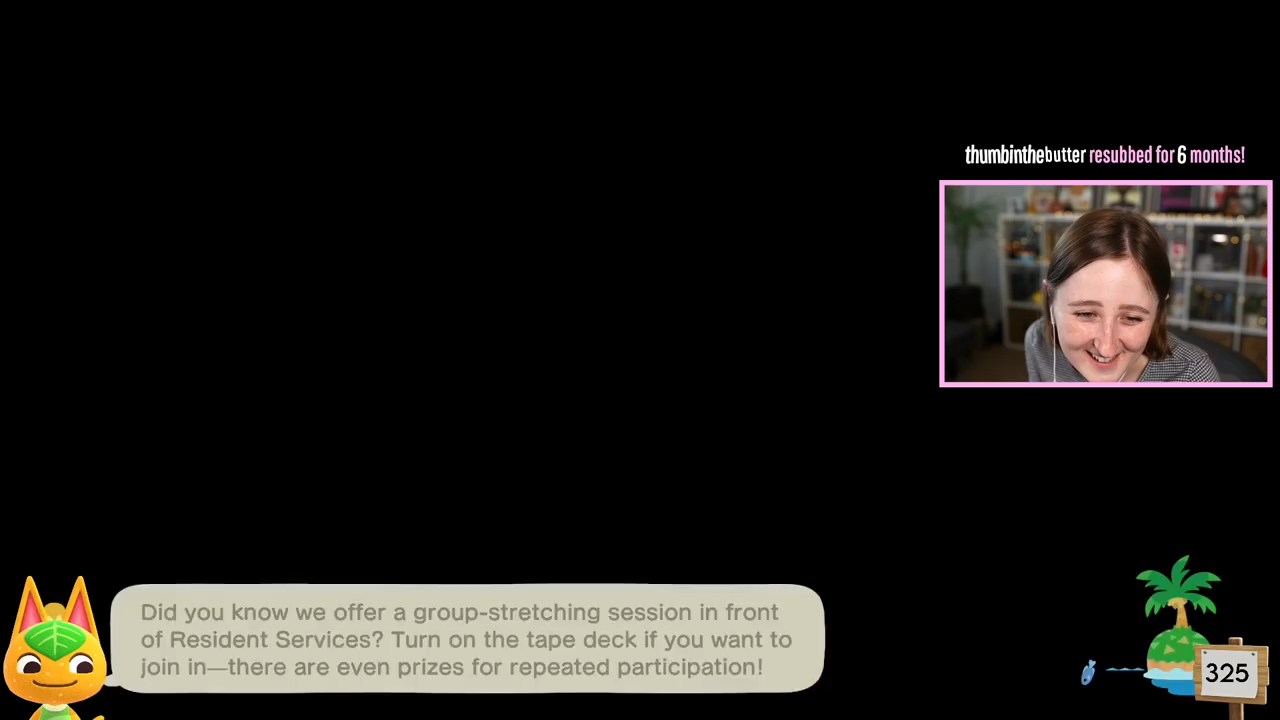 thumbinthebutter resubbed for 6 months!
Did you know we offer a group-stretching session in front
of Resident Services? Turn on the tape deck if you want to
join in—there are even prizes for repeated participation!
325